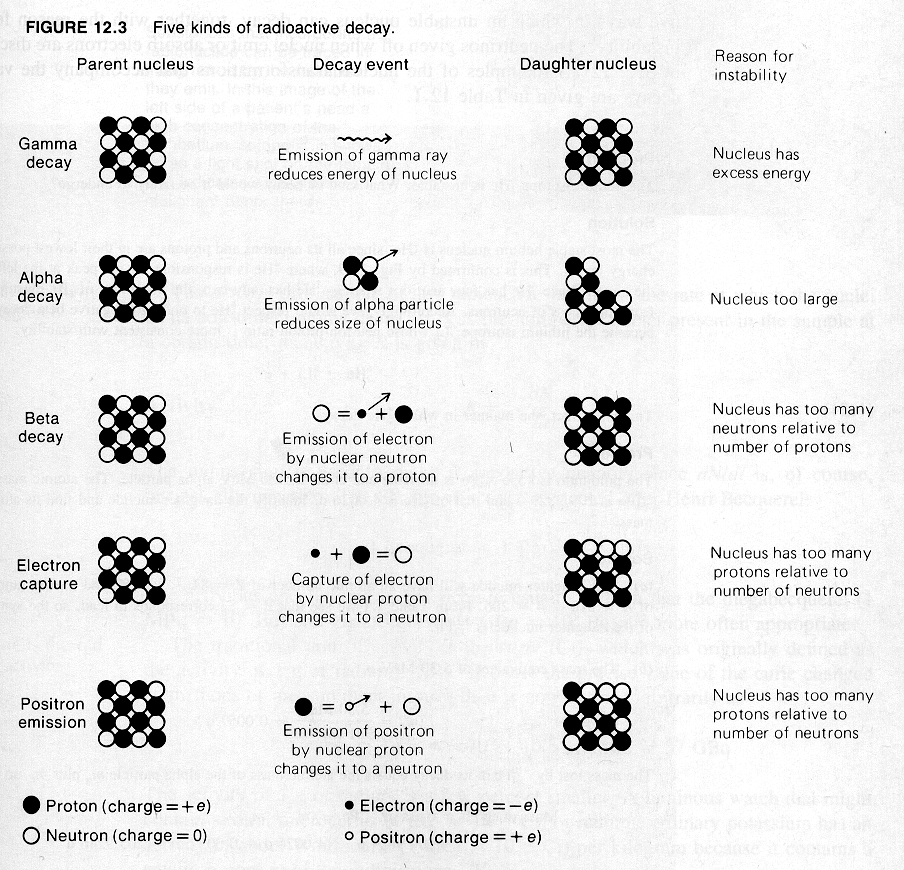 FIGURE 12.3 Five kinds of radioactive decay.
Parent nucleus
Decay event
Daughter nucleus
Reason for
instability
Gamma
decay
Emission of gamma ray
reduces energy of nucleus
Nucleus has
excess energy
Alpha
decay
Emission of alpha particle
reduces size of nucleus
Nucleus too large
Beta
decay
= +
Emission of electron
by nuclear neutron
changes it to a proton
Nucleus has too many
neutrons relative to
number of protons
Electron
capture
+ =
Capture of electron
by nuclear proton
changes it to a neutron
Nucleus has too many
protons relative to
number of neutrons
Positron
emission
= +
Emission of positron
by nuclear proton
changes it to a neutron
Nucleus has too many
protons relative to
number of neutrons
Proton (charge = +e)
Electron (charge = −e)
Neutron (charge = 0)
Positron (charge = + e)